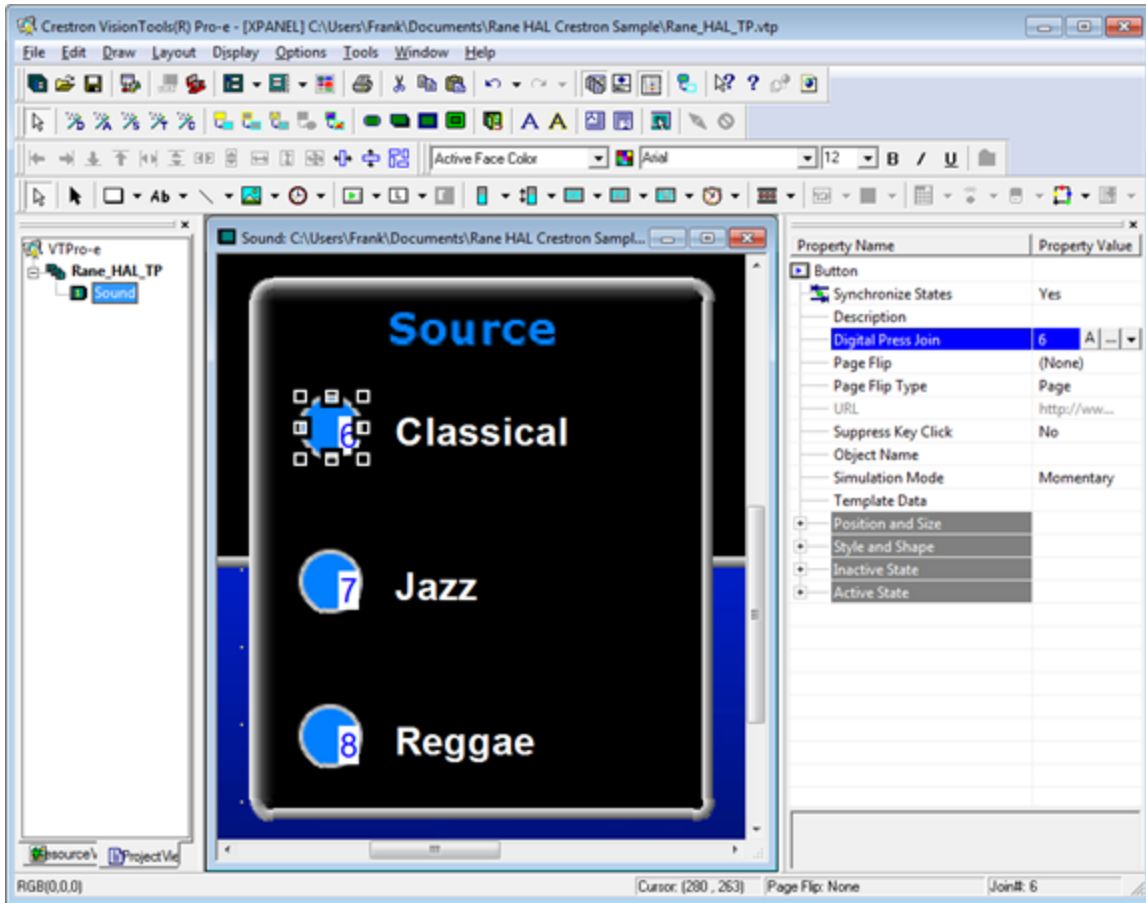 Crestron VisionTools(R) Pro-e - [XPANEL] C:\Users\Frank\Documents\Rane HAL Crestron Sample\Rane_HAL_TP.vtp
File Edit Draw Layout Display Options Tools Window Help
Active Face Color Arial 12 B / U
VTPro-e
Rane_HAL_TP
Sound
Sound: C:\Users\Frank\Documents\Rane HAL Crestron Sampl...
Source
6 Classical
7 Jazz
8 Reggae
Property Name Property Value
Button
Synchronize States Yes
Description
Digital Press Join 6 A ...
Page Flip (None)
Page Flip Type Page
URL http://ww...
Suppress Key Click No
Object Name
Simulation Mode Momentary
Template Data
Position and Size
Style and Shape
Inactive State
Active State
ProjectVie
RGB(0,0,0) Cursor: (280 , 263) Page Flip: None Join#: 6